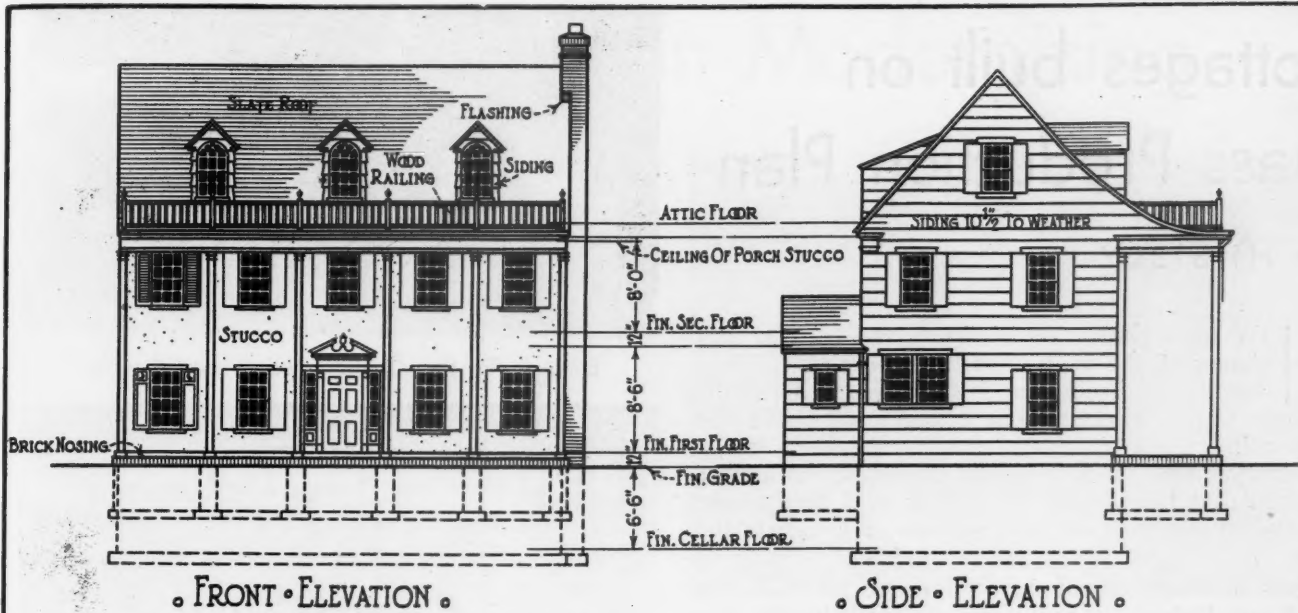 SLATE ROOF
FLASHING
WOOD
RAILING
SIDING
STUCCO
BRICK NOSING
ATTIC FLOOR
CEILING OF PORCH STUCCO
8'-0"
FIN. SEC. FLOOR
12"
8'-6"
FIN. FIRST FLOOR
12"
FIN. GRADE
6'-6"
FIN. CELLAR FLOOR
SIDING 10½" TO WEATHER
FRONT • ELEVATION
SIDE • ELEVATION
ottages built on
Plan